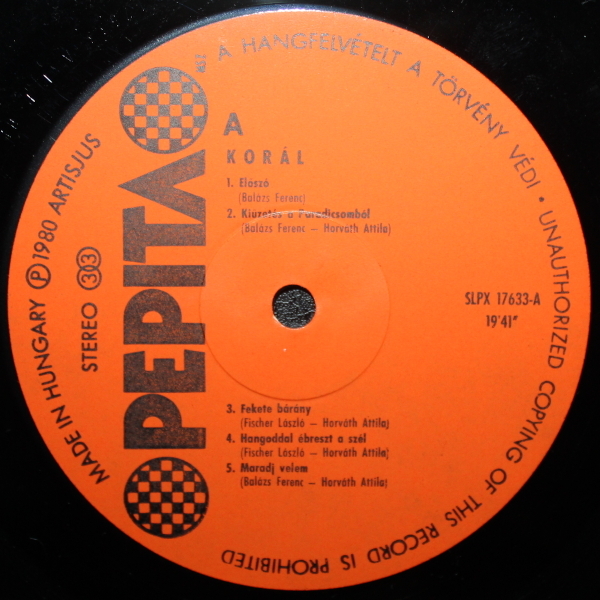 A HANGFELVÉTELT A TÖRVÉNY VÉDI • UNAUTHORIZED COPYING OF THIS RECORD IS PROHIBITED
MADE IN HUNGARY Ⓟ 1980 ARTISJUS
STEREO 33
PEPITA
A
KORÁL
1. Előszó
(Balázs Ferenc)
2. Kiűzetés a Paradicsomból
(Balázs Ferenc – Horváth Attila)
SLPX 17633-A
19'41"
3. Fekete bárány
(Fischer László – Horváth Attila)
4. Hangoddal ébreszt a szél
(Fischer László – Horváth Attila)
5. Maradj velem
(Balázs Ferenc – Horváth Attila)